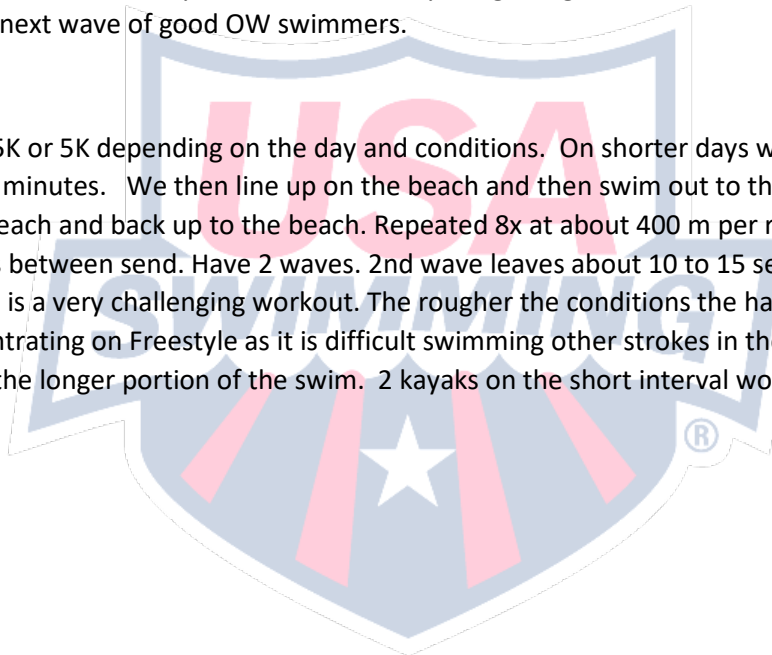 next wave of good OW swimmers.
5K or 5K depending on the day and conditions. On shorter days w
minutes. We then line up on the beach and then swim out to th
each and back up to the beach. Repeated 8x at about 400 m per
between send. Have 2 waves. 2nd wave leaves about 10 to 15 se
is a very challenging workout. The rougher the conditions the ha
ntrating on Freestyle as it is difficult swimming other strokes in the
the longer portion of the swim. 2 kayaks on the short interval wo
USA
SWIMMING
®